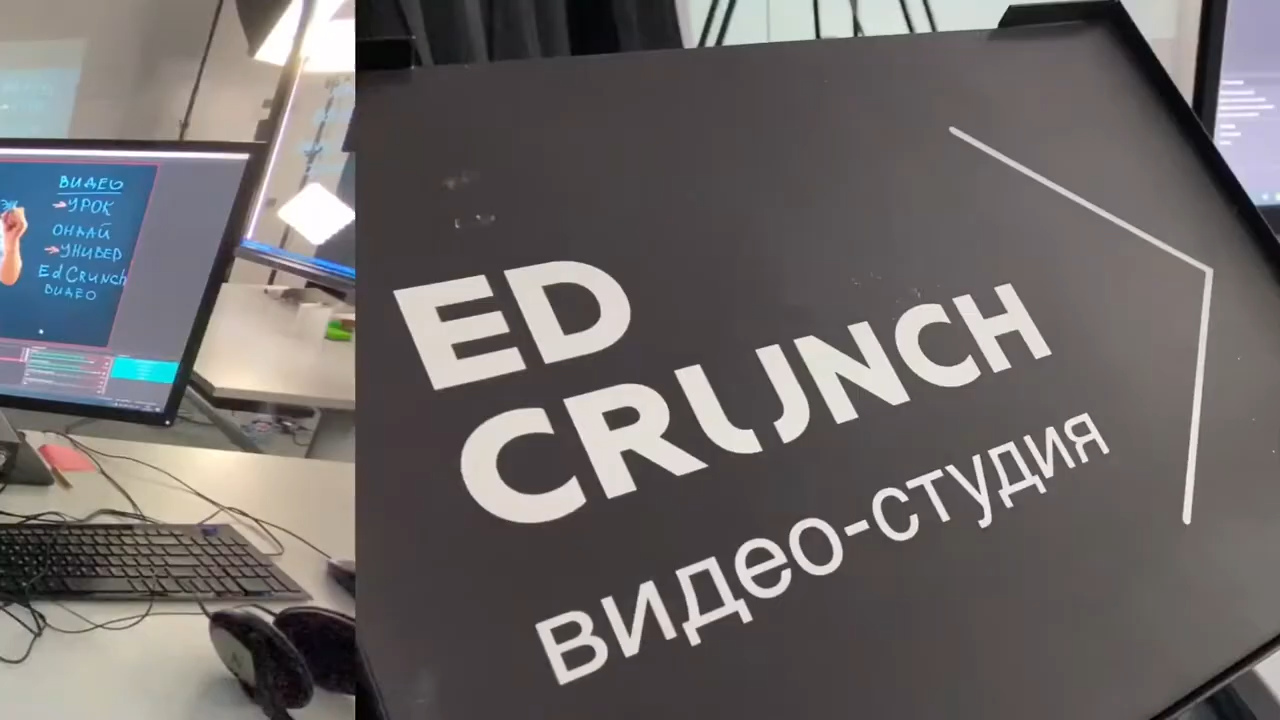 ВИДЕО
УРОК
ОНЛАЙ
УНИВЕР
EdCRUNCH
ВИДЕО
ED
CRUNCH
видео-студия